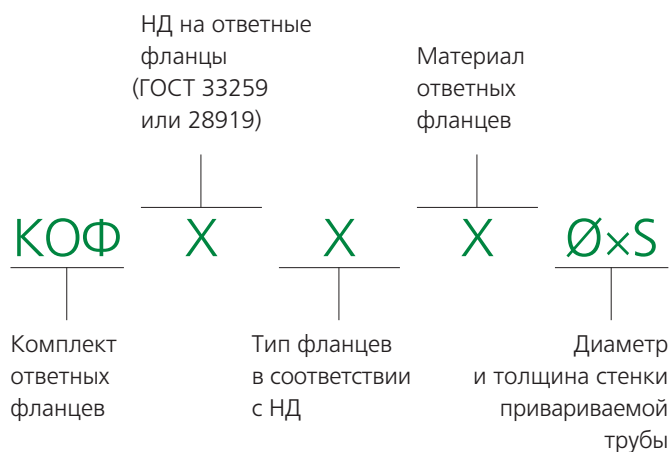 НД на ответные
фланцы
(ГОСТ 33259
или 28919)
Материал
ответных
фланцев
КОФ X X X Ø×S
Комплект
ответных
фланцев
Тип фланцев
в соответствии
с НД
Диаметр
и толщина стенки
привариваемой
трубы